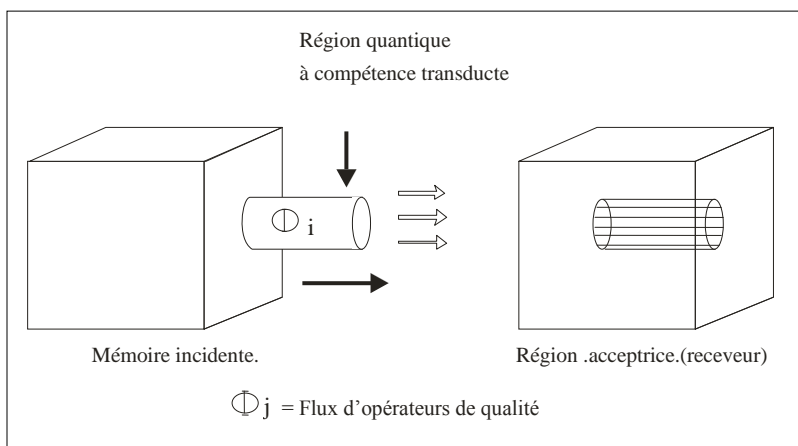 Région quantique
à compétence transducte
Φ i
Mémoire incidente.
Région .acceptrice.(receveur)
Φ j = Flux d’opérateurs de qualité